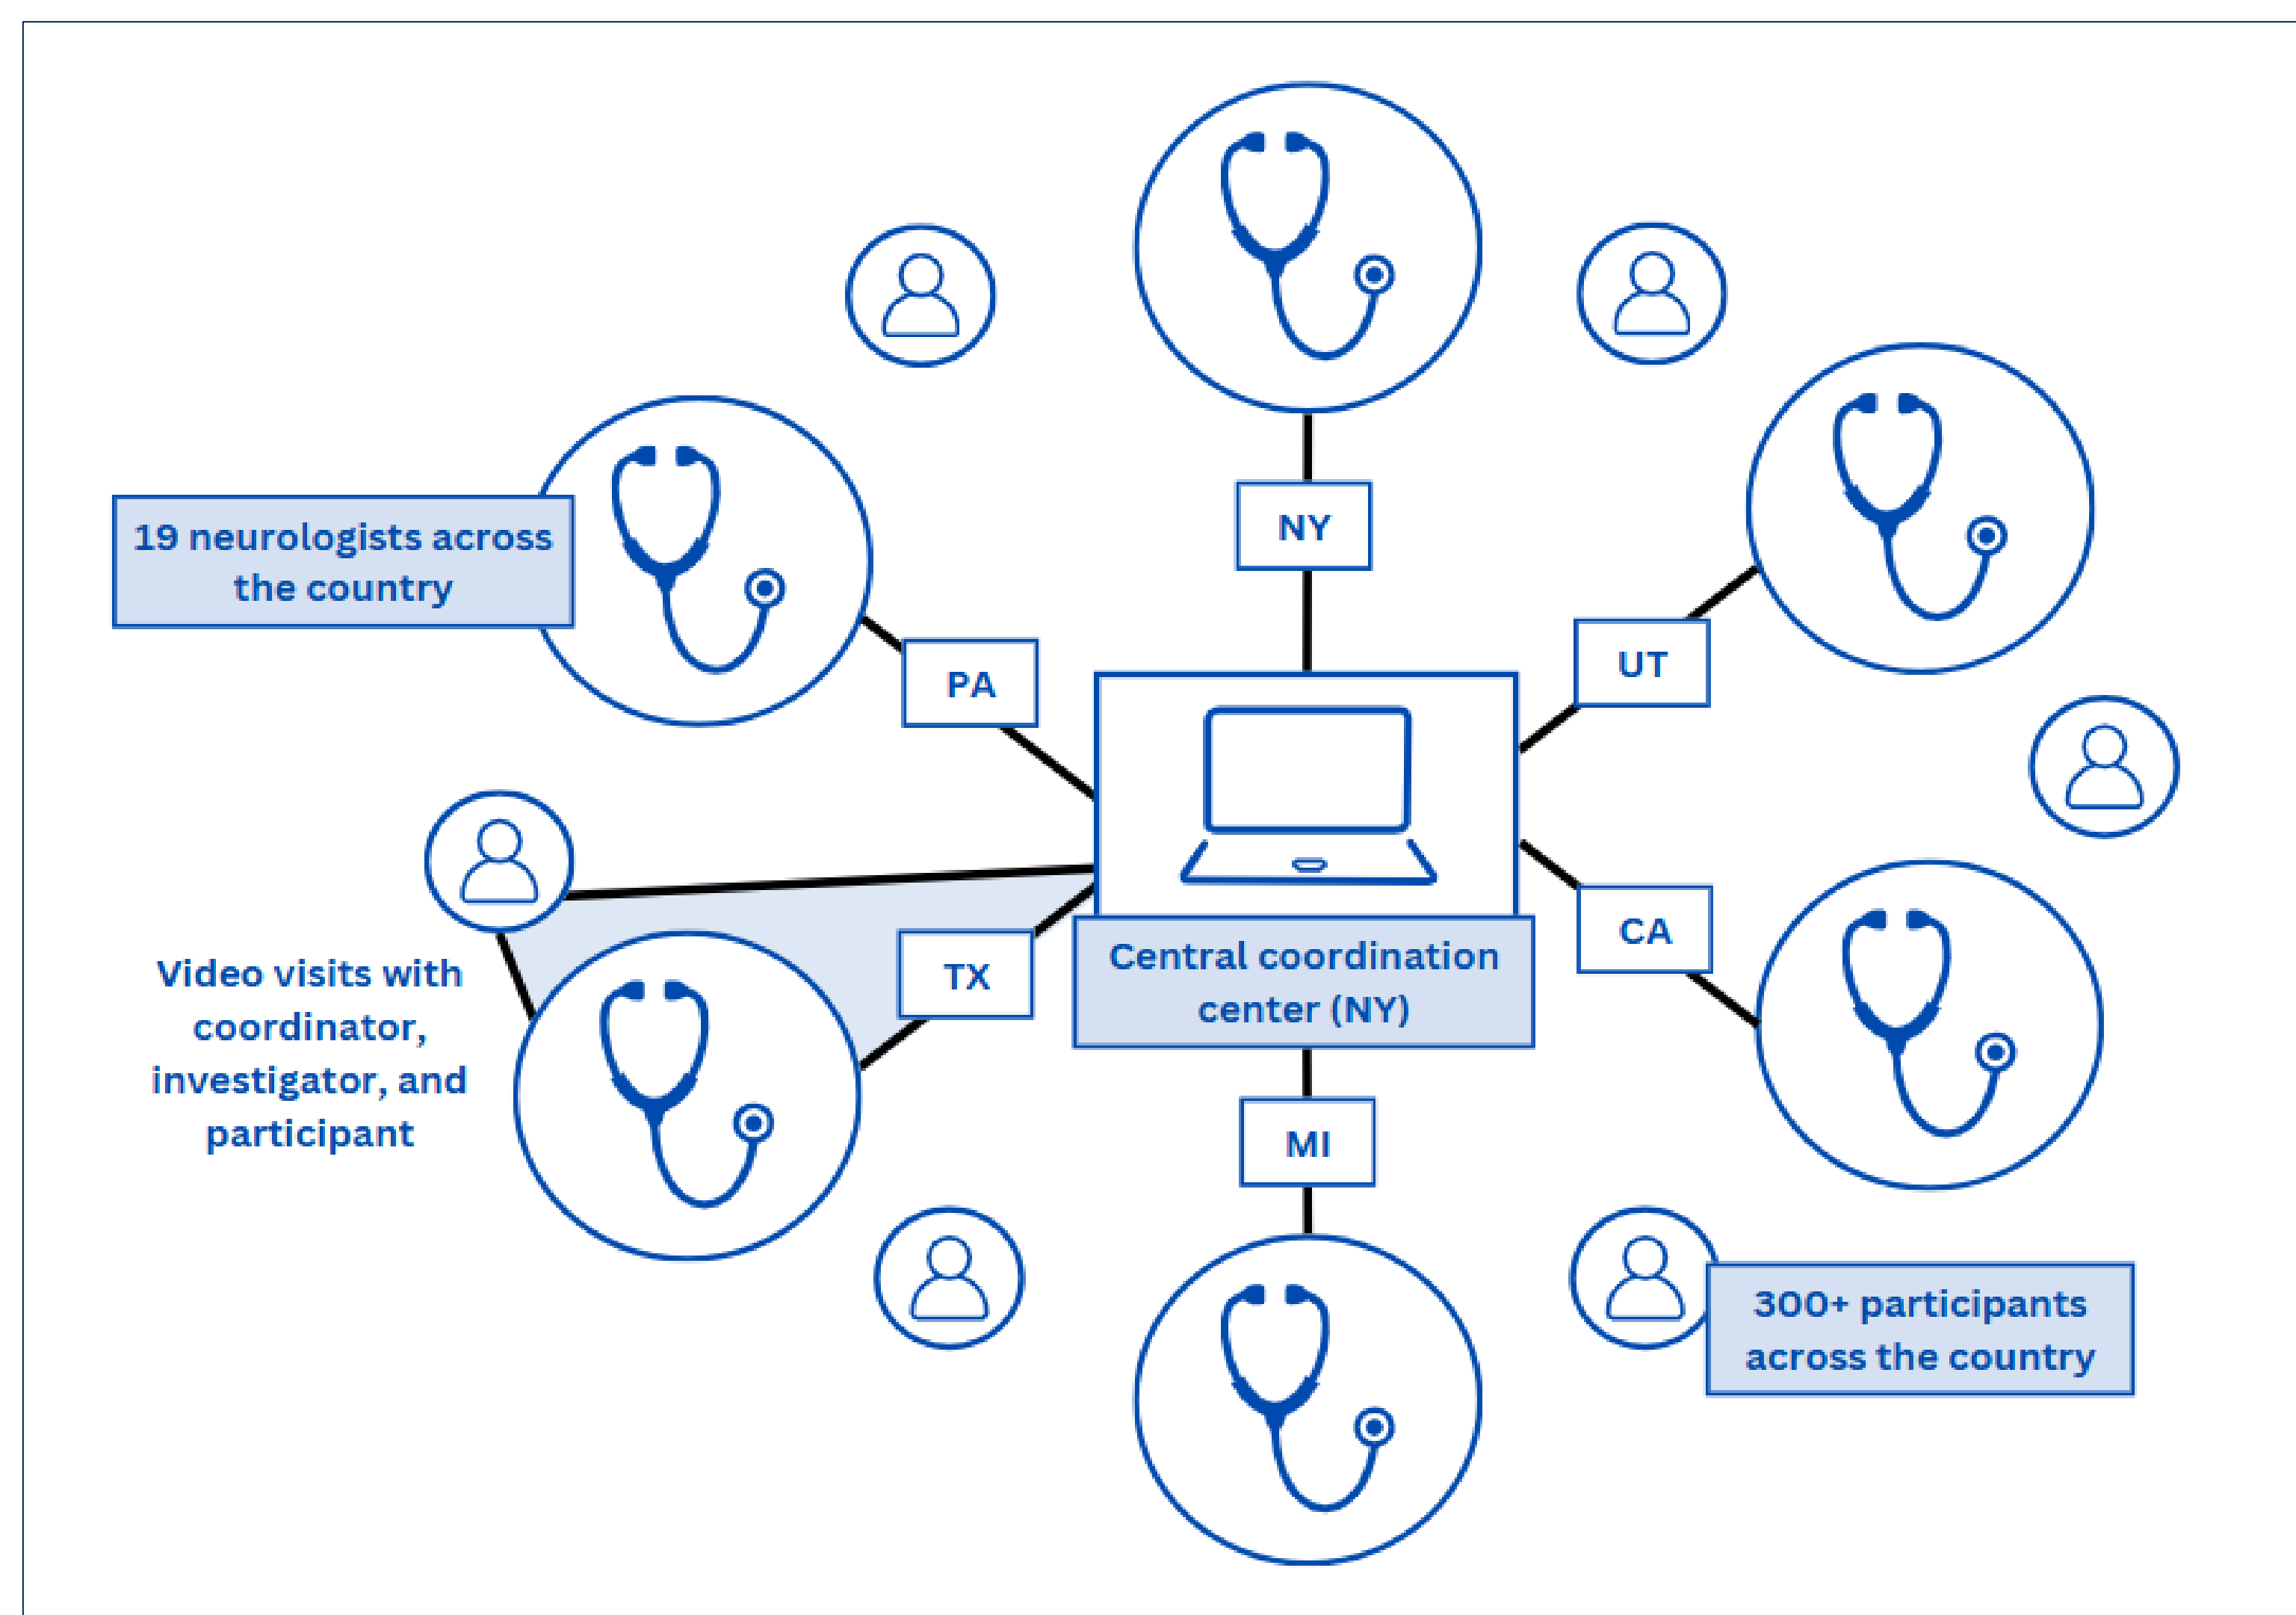 NY
19 neurologists across
the country
UT
PA
CA
TX
Central coordination
center (NY)
Video visits with
coordinator,
investigator, and
participant
MI
300+ participants
across the country